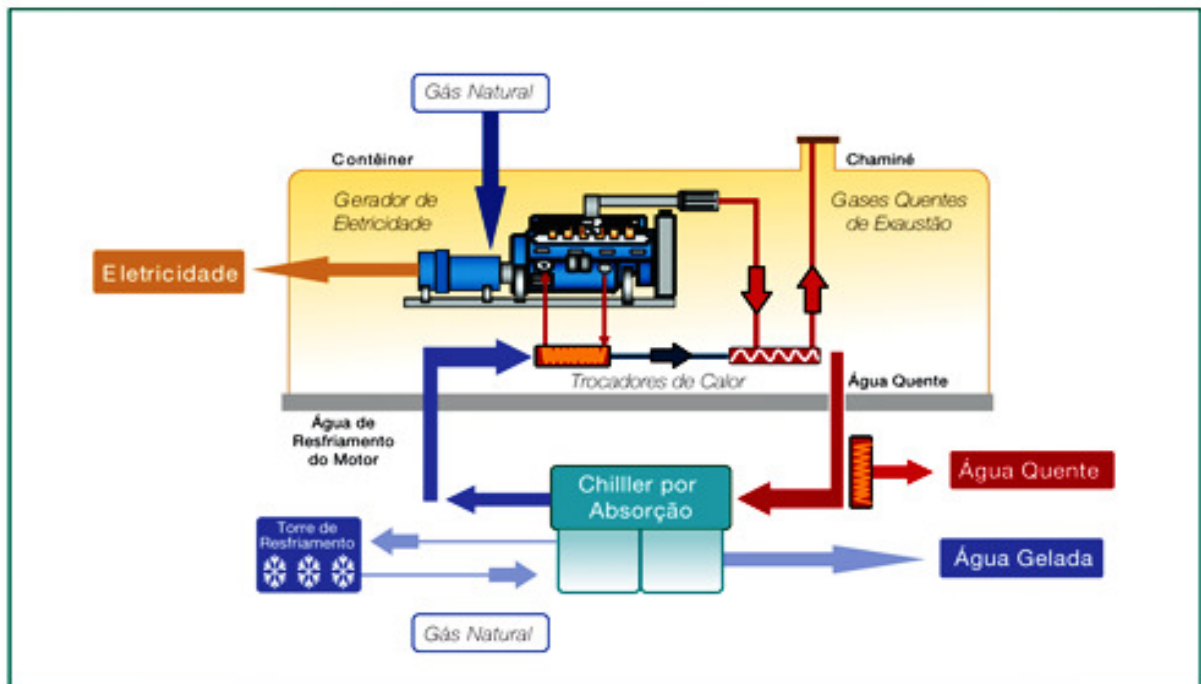 Gás Natural
Contêiner
Chaminé
Gerador de
Eletricidade
Gases Quentes
de Exaustão
Eletricidade
Trocadores de Calor
Água Quente
Água de
Resfriamento
do Motor
Chilller por
Absorção
Água Quente
Torre de
Resfriamento
Água Gelada
Gás Natural